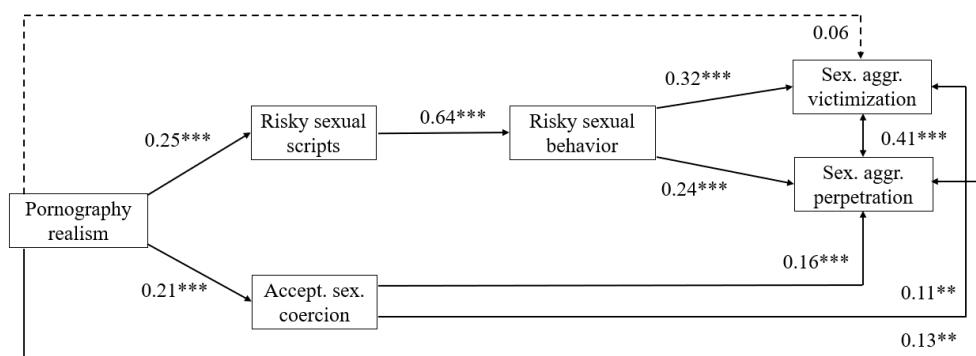 0.06
Sex. aggr.
victimization
0.32***
Risky sexual
scripts
0.25***
0.64***
Risky sexual
behavior
0.41***
Sex. aggr.
perpetration
0.24***
Pornography
realism
0.21***
Accept. sex.
coercion
0.16***
0.11**
0.13**